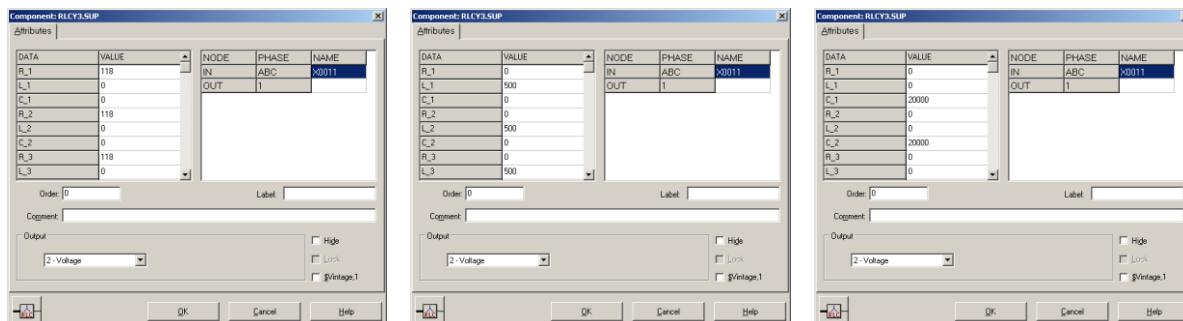 Component: RLCY3.SUP
Attributes
DATA VALUE
R_1 118
L_1 0
C_1 0
R_2 118
L_2 0
C_2 0
R_3 118
L_3 0
NODE PHASE NAME
IN ABC X0011
OUT 1
Order: 0
Label:
Comment:
Output
2 - Voltage
Hide
Lock
$Vintage,1
RLC
OK Cancel Help
Component: RLCY3.SUP
Attributes
DATA VALUE
R_1 0
L_1 500
C_1 0
R_2 0
L_2 500
C_2 0
R_3 0
L_3 500
NODE PHASE NAME
IN ABC X0011
OUT 1
Order: 0
Label:
Comment:
Output
2 - Voltage
Hide
Lock
$Vintage,1
RLC
OK Cancel Help
Component: RLCY3.SUP
Attributes
DATA VALUE
R_1 0
L_1 0
C_1 20000
R_2 0
L_2 0
C_2 20000
R_3 0
L_3 0
NODE PHASE NAME
IN ABC X0011
OUT 1
Order: 0
Label:
Comment:
Output
2 - Voltage
Hide
Lock
$Vintage,1
RLC
OK Cancel Help